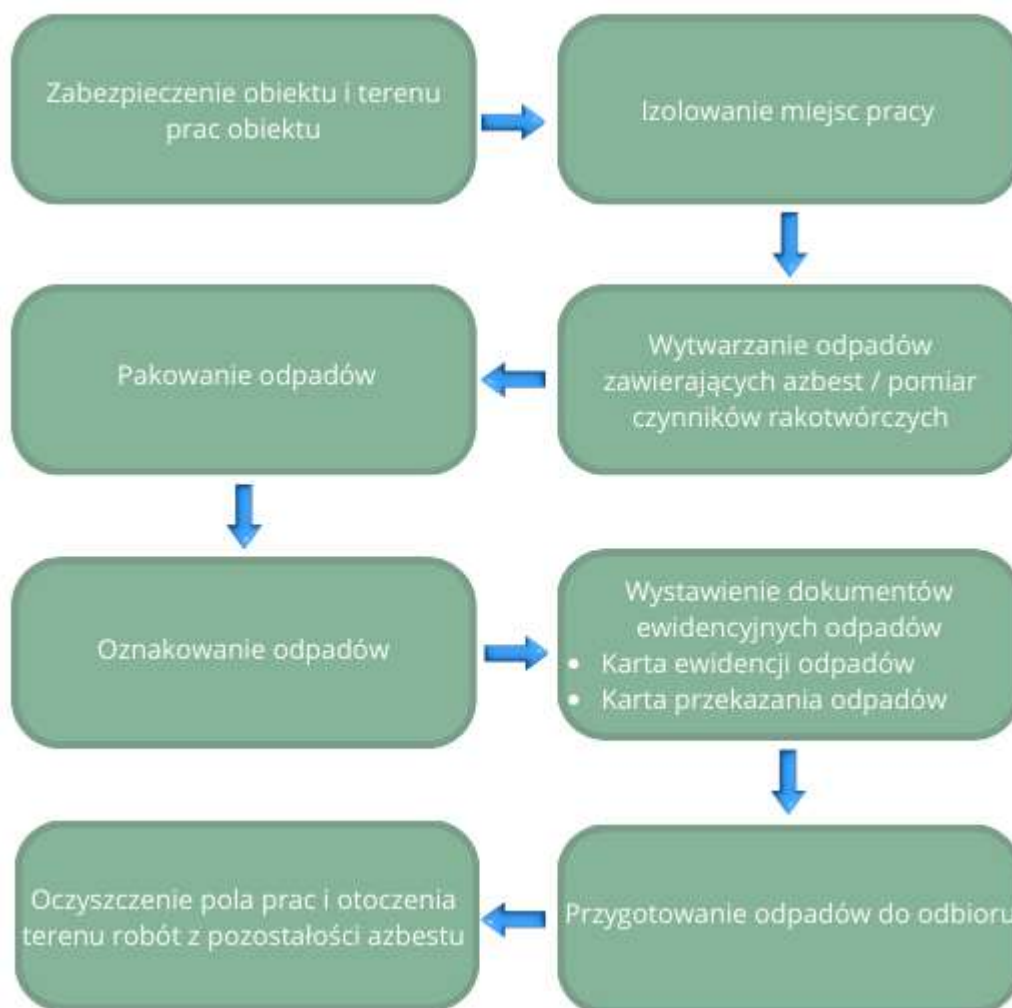 Zabezpieczenie obiektu i terenu
prac obiektu
Izolowanie miejsc pracy
Wytwarzanie odpadów
zawierających azbest / pomiar
czynników rakotwórczych
Pakowanie odpadów
Oznakowanie odpadów
Wystawienie dokumentów
ewidencyjnych odpadów
• Karta ewidencji odpadów
• Karta przekazania odpadów
Przygotowanie odpadów do odbioru
Oczyszczenie pola prac i otoczenia
terenu robót z pozostałości azbestu